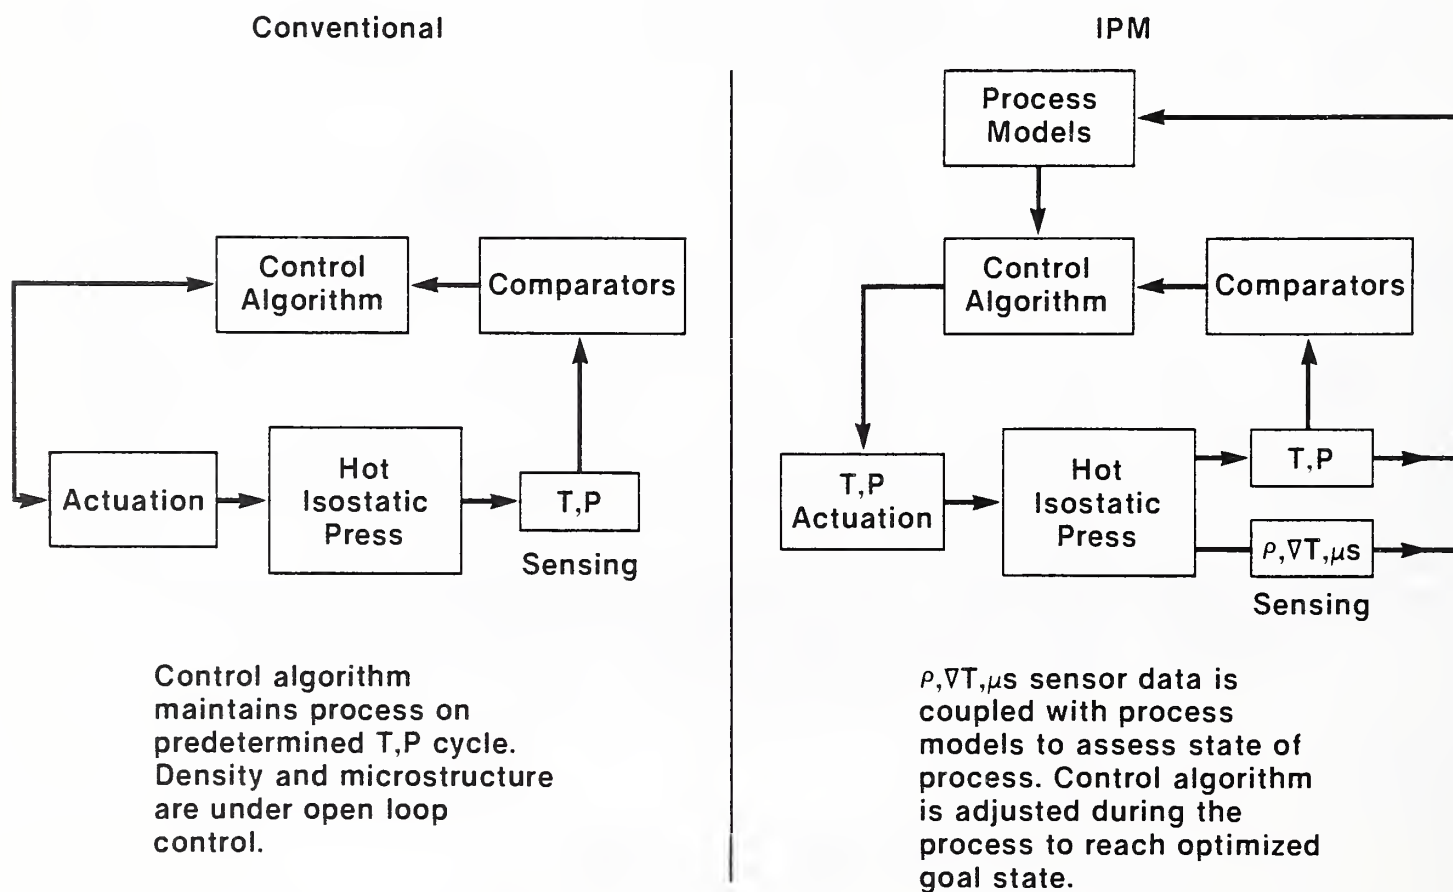 Conventional
Control
Algorithm
Comparators
Actuation
Hot
Isostatic
Press
T,P
Sensing
Control algorithm
maintains process on
predetermined T,P cycle.
Density and microstructure
are under open loop
control.
IPM
Process
Models
Control
Algorithm
Comparators
T,P
Actuation
Hot
Isostatic
Press
T,P
ρ,∇T,μs
Sensing
ρ,∇T,μs sensor data is
coupled with process
models to assess state of
process. Control algorithm
is adjusted during the
process to reach optimized
goal state.